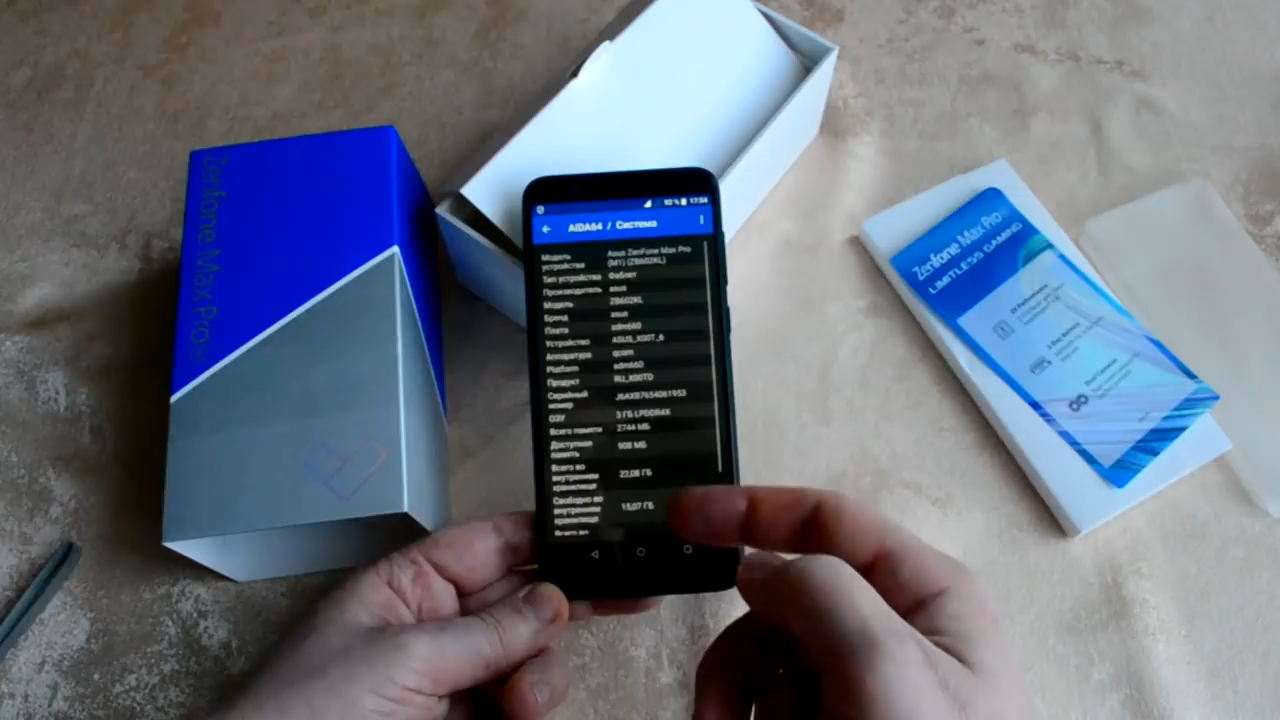 Zenfone Max Pro
92 % 17:54
AIDA64 / Система
Модель устройства Asus ZenFone Max Pro (M1) (ZB602KL)
Тип устройства Фаблет
Производитель asus
Модель ZB602KL
Бренд asus
Плата sdm660
Устройство ASUS_X00T_6
Аппаратура qcom
Platform sdm660
Продукт RU_X00TD
Серийный номер
ОЗУ 3 ГБ LPDDR4X
Всего памяти 2744 МБ
Доступная память 908 МБ
Всего во внутреннем хранилище 22,08 ГБ
Свободно во внутреннем хранилище 15,07 ГБ
Zenfone Max Pro
LIMITLESS GAMING